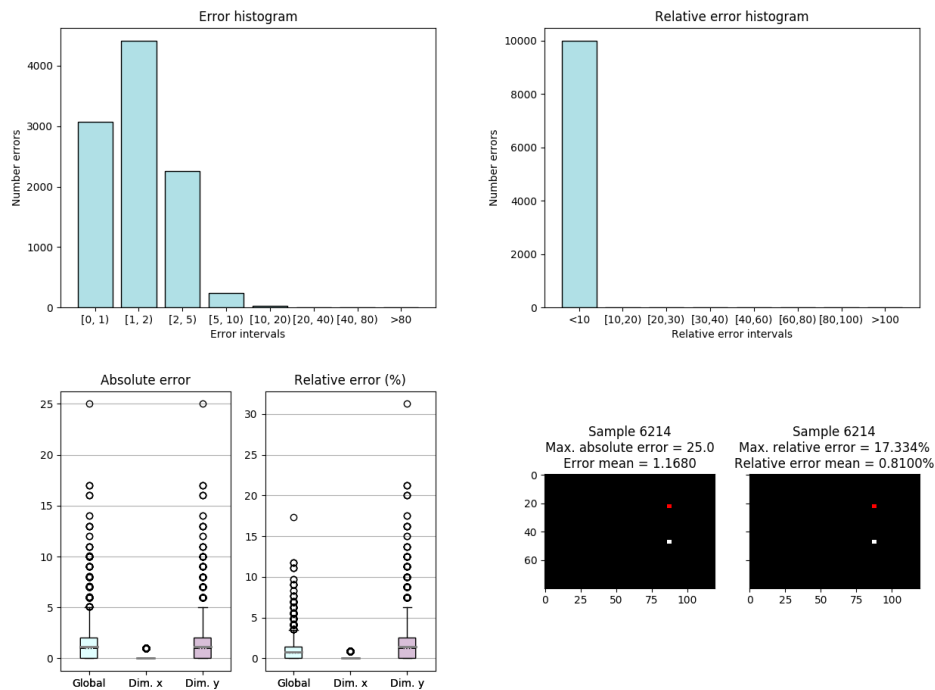 Error histogram
Number errors
4000
3000
2000
1000
0
[0, 1)
[1, 2)
[2, 5)
[5, 10)
[10, 20)
[20, 40)
[40, 80)
>80
Error intervals
Relative error histogram
Number errors
10000
8000
6000
4000
2000
0
<10
[10,20)
[20,30)
[30,40)
[40,60)
[60,80)
[80,100)
>100
Relative error intervals
Absolute error
25
20
15
10
5
0
Global
Dim. x
Dim. y
Relative error (%)
30
25
20
15
10
5
0
Global
Dim. x
Dim. y
Sample 6214
Max. absolute error = 25.0
Error mean = 1.1680
0
20
40
60
0
25
50
75
100
Sample 6214
Max. relative error = 17.334%
Relative error mean = 0.8100%
0
25
50
75
100